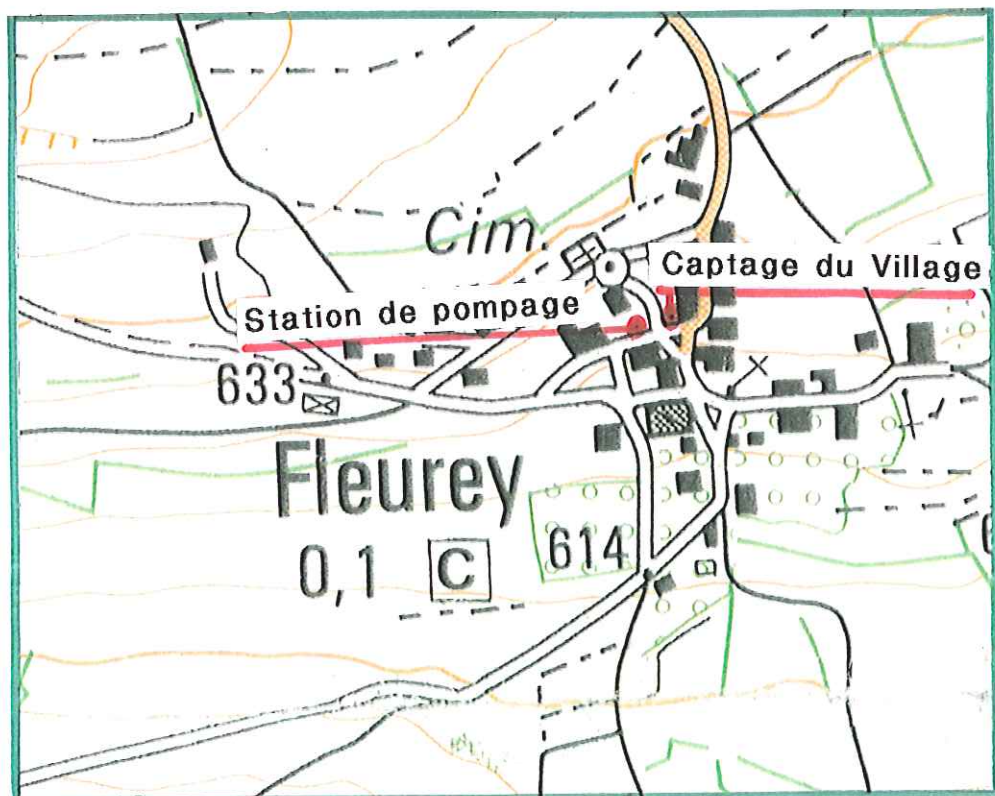 Cim.
Captage du Village
Station de pompage
633
Fleurey
614
0,1 C